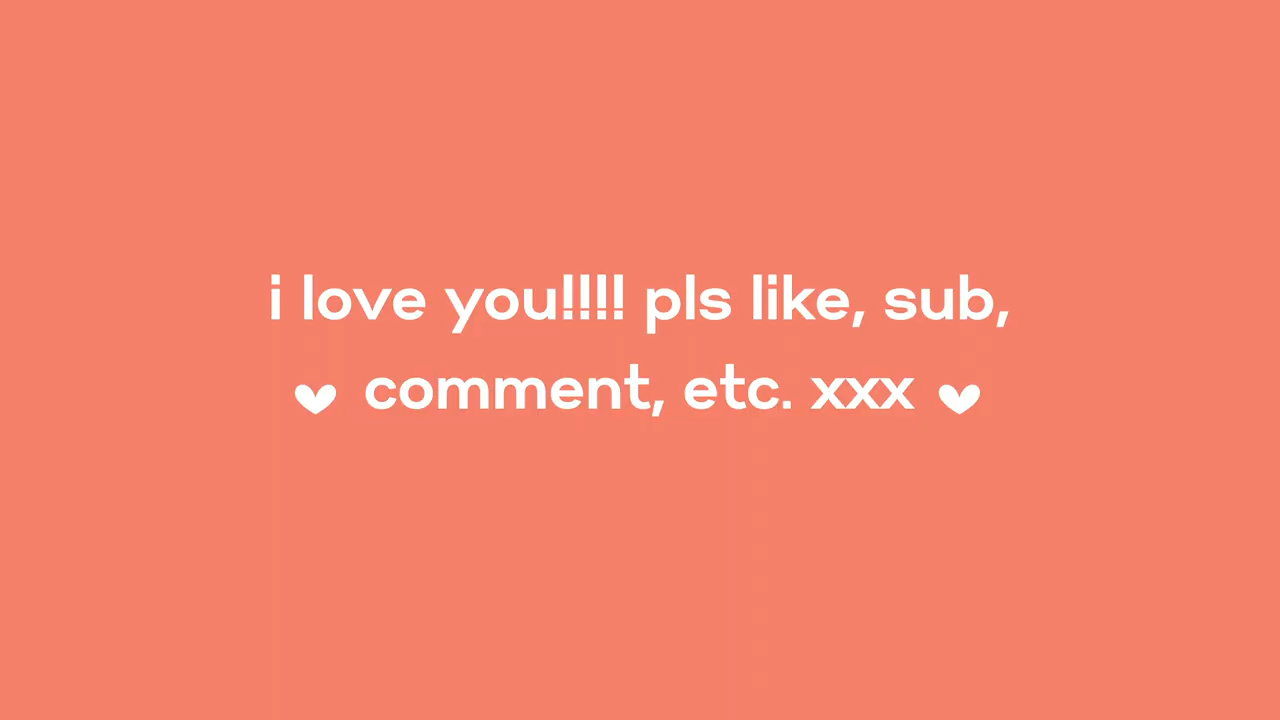 i love you!!!! pls like, sub,
♥ comment, etc. xxx ♥